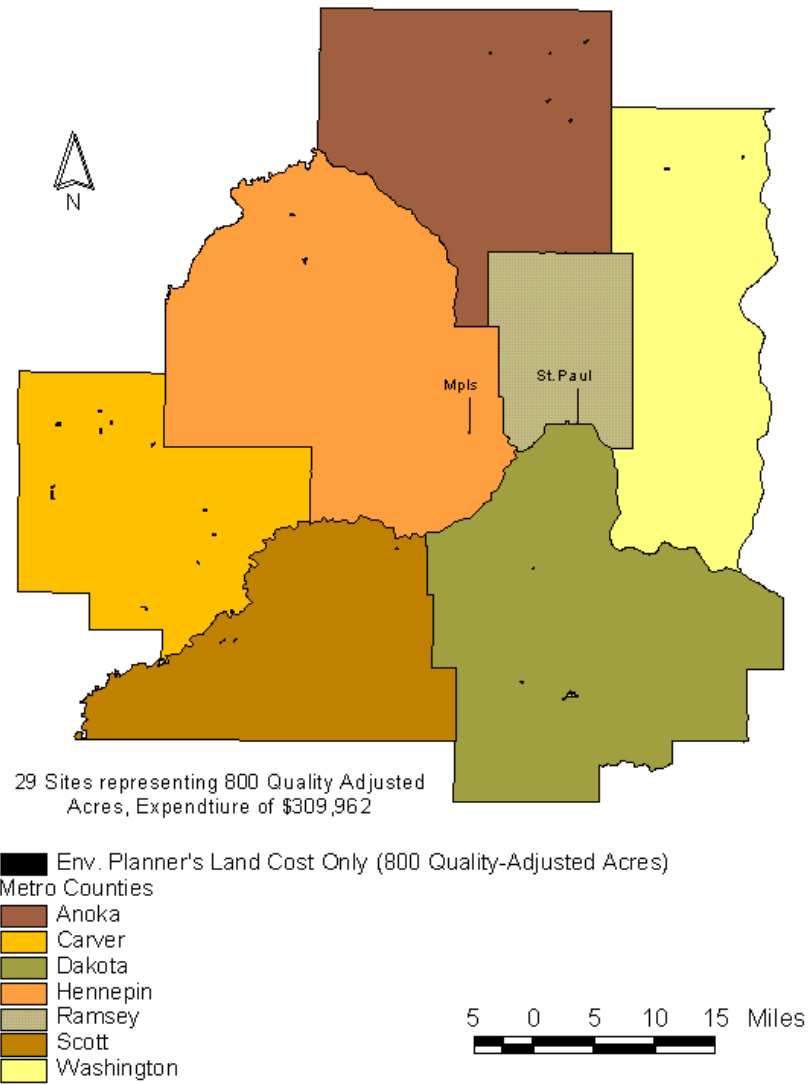 N
Mpls
St.Paul
29 Sites representing 800 Quality Adjusted
Acres, Expendtiure of $309,962
Env. Planner's Land Cost Only (800 Quality-Adjusted Acres)
Metro Counties
Anoka
Carver
Dakota
Hennepin
Ramsey
Scott
Washington
5 0 5 10 15 Miles